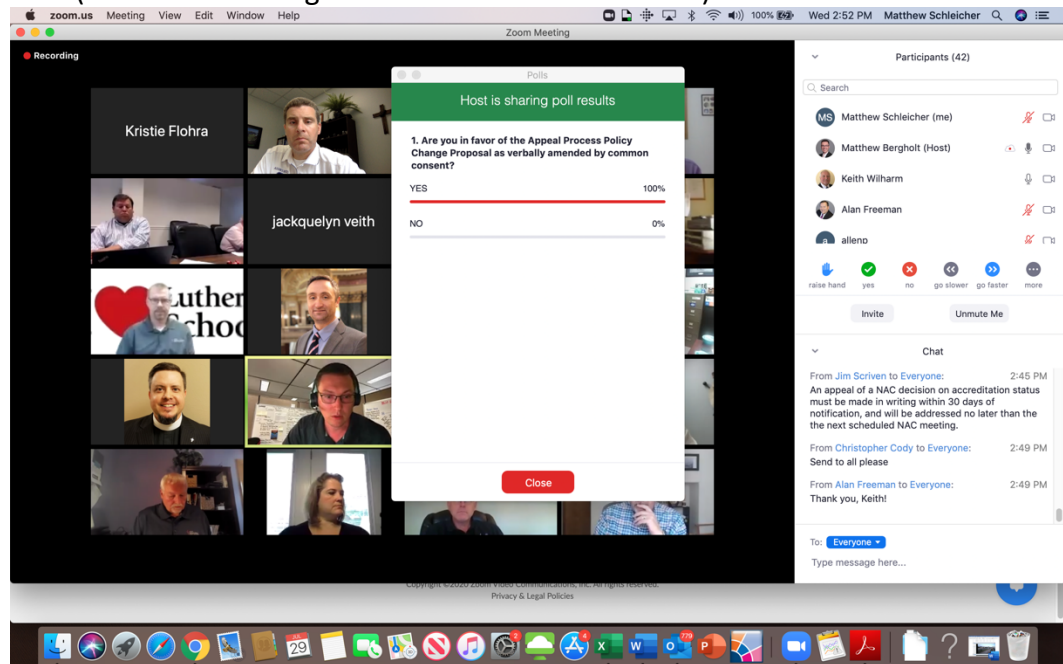 zoom.us Meeting View Edit Window Help 100% Wed 2:52 PM Matthew Schleicher
Zoom Meeting
Recording
Kristie Flohra
jackquelyn veith
Luther
Schoo
Polls
Host is sharing poll results
1. Are you in favor of the Appeal Process Policy
Change Proposal as verbally amended by common
consent?
YES 100%
NO 0%
Close
Participants (42)
Search
MS Matthew Schleicher (me)
Matthew Bergholt (Host)
Keith Wilharm
Alan Freeman
a allenp
raise hand yes no go slower go faster more
Invite Unmute Me
Chat
From Jim Scriven to Everyone: 2:45 PM
An appeal of a NAC decision on accreditation status
must be made in writing within 30 days of
notification, and will be addressed no later than the
the next scheduled NAC meeting.
From Christopher Cody to Everyone: 2:49 PM
Send to all please
From Alan Freeman to Everyone: 2:49 PM
Thank you, Keith!
To: Everyone
Type message here...
Copyright ©2020 Zoom Video Communications, Inc. All rights reserved.
Privacy & Legal Policies
JUL
29